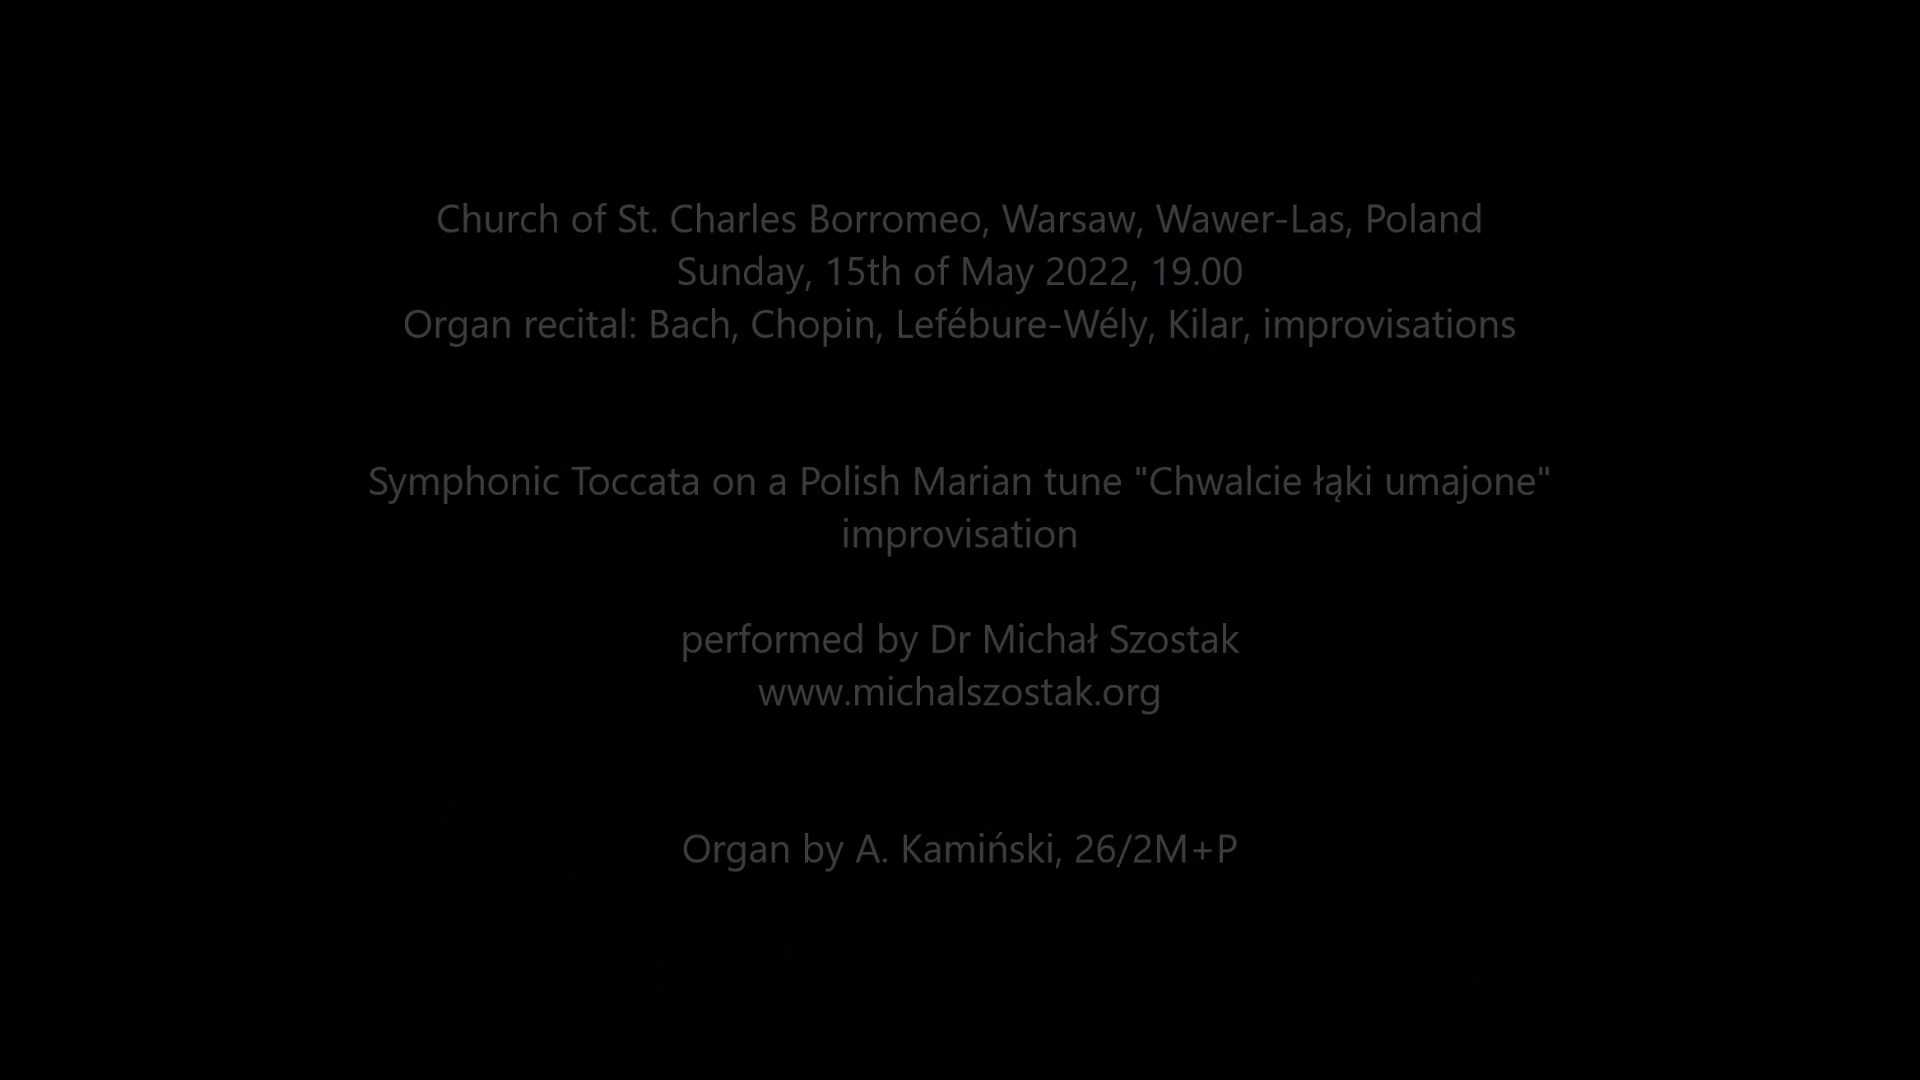 Church of St. Charles Borromeo, Warsaw, Wawer-Las, Poland
Sunday, 15th of May 2022, 19.00
Organ recital: Bach, Chopin, Lefébure-Wély, Kilar, improvisations
Symphonic Toccata on a Polish Marian tune "Chwalcie łąki umajone"
improvisation
performed by Dr Michał Szostak
www.michalszostak.org
Organ by A. Kamiński, 26/2M+P